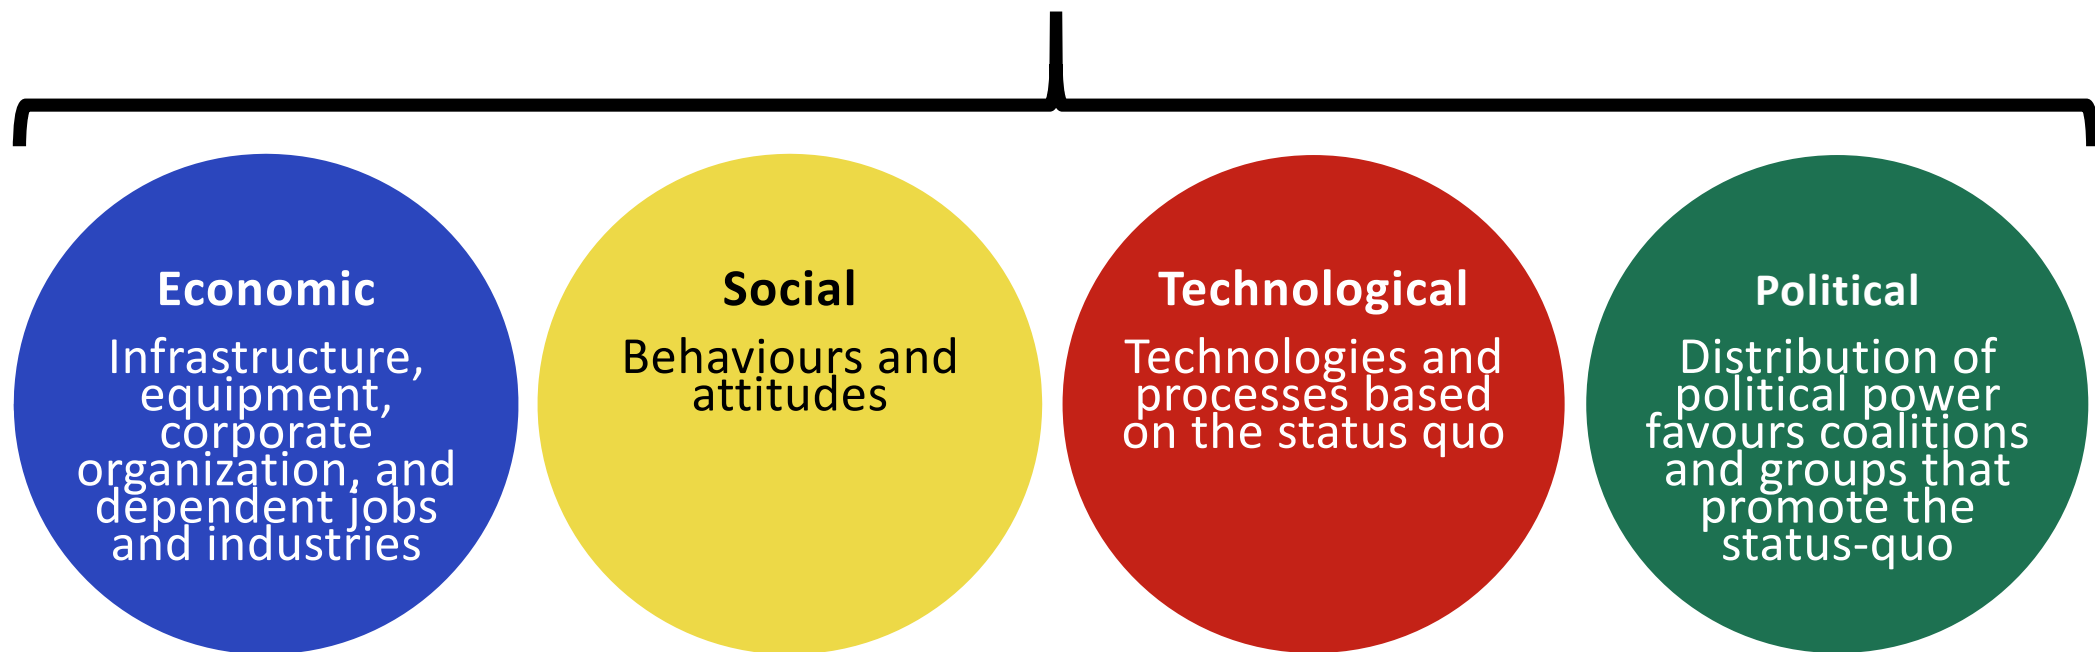 Economic
Infrastructure,
equipment,
corporate
organization, and
dependent jobs
and industries
Social
Behaviours and
attitudes
Technological
Technologies and
processes based
on the status quo
Political
Distribution of
political power
favours coalitions
and groups that
promote the
status-quo